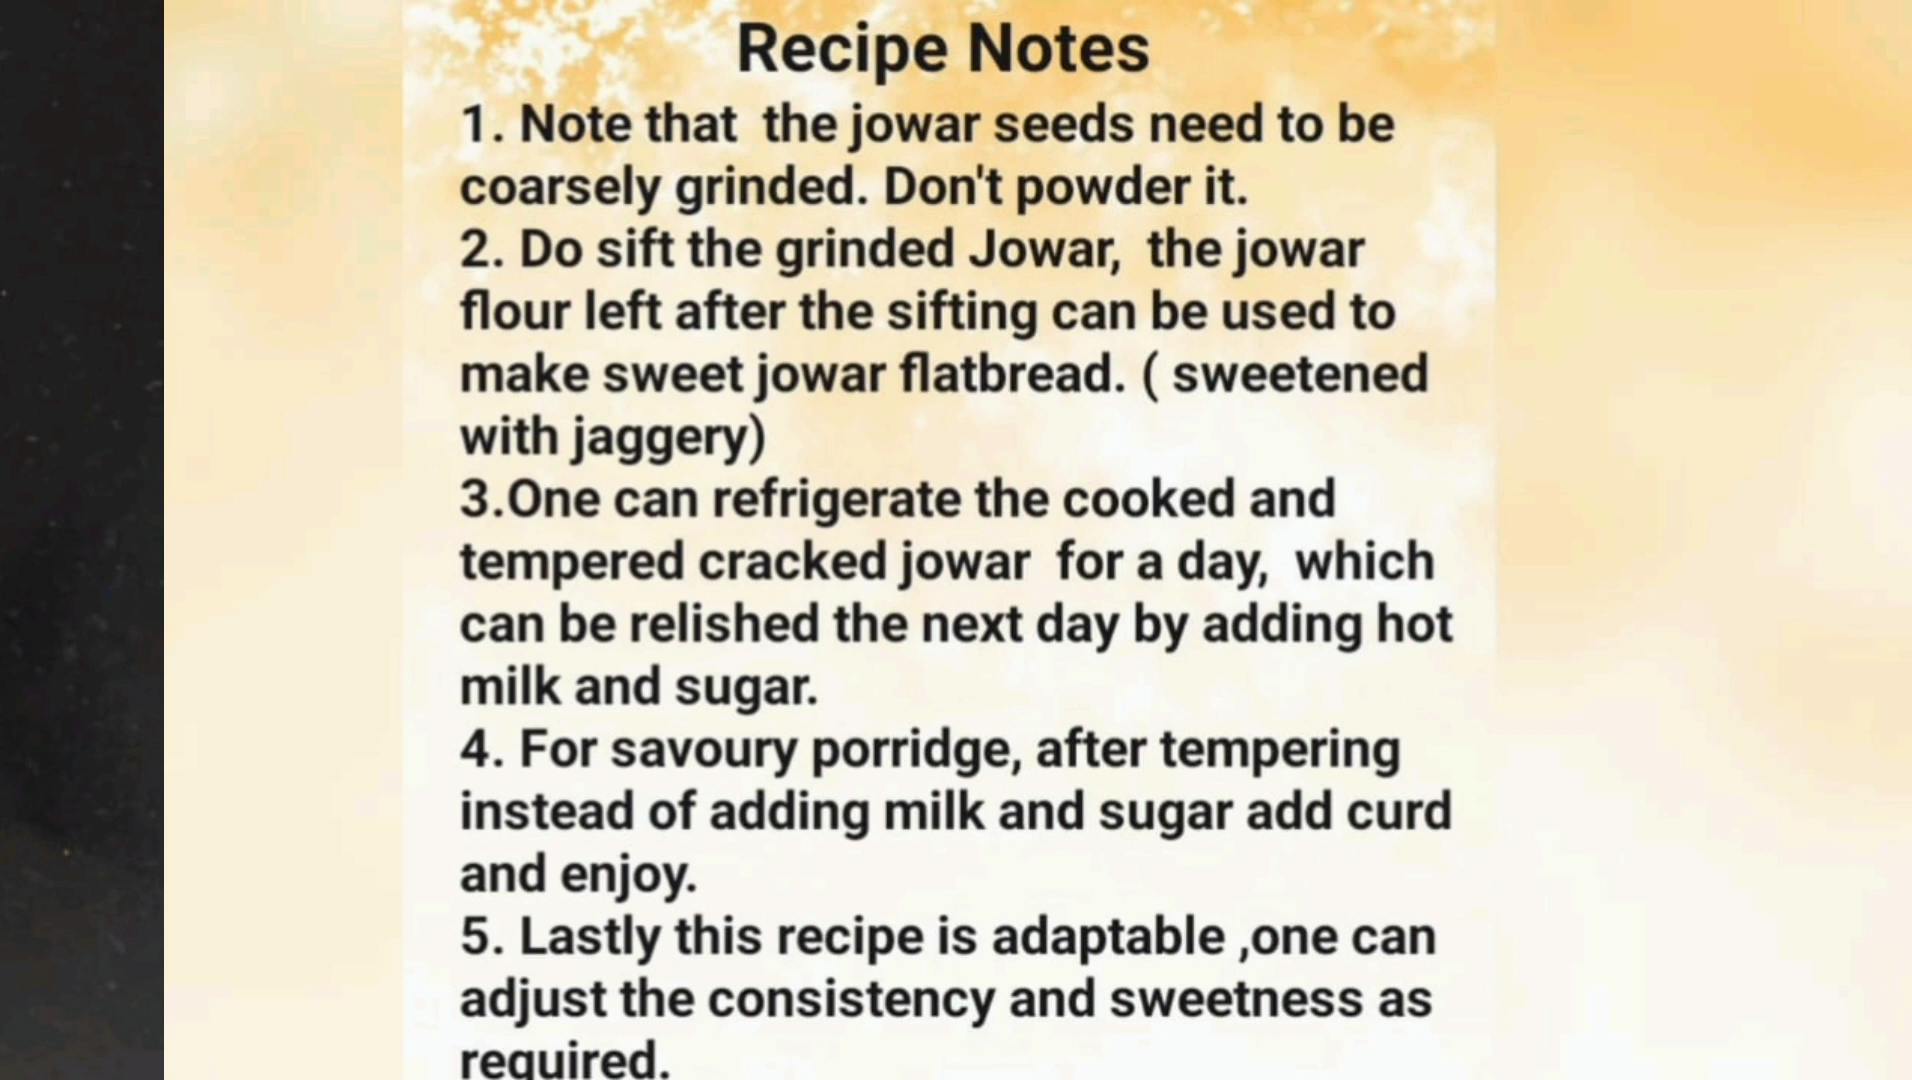 Recipe Notes
1. Note that the jowar seeds need to be
coarsely grinded. Don't powder it.
2. Do sift the grinded Jowar, the jowar
flour left after the sifting can be used to
make sweet jowar flatbread. ( sweetened
with jaggery)
3.One can refrigerate the cooked and
tempered cracked jowar for a day, which
can be relished the next day by adding hot
milk and sugar.
4. For savoury porridge, after tempering
instead of adding milk and sugar add curd
and enjoy.
5. Lastly this recipe is adaptable ,one can
adjust the consistency and sweetness as
required.